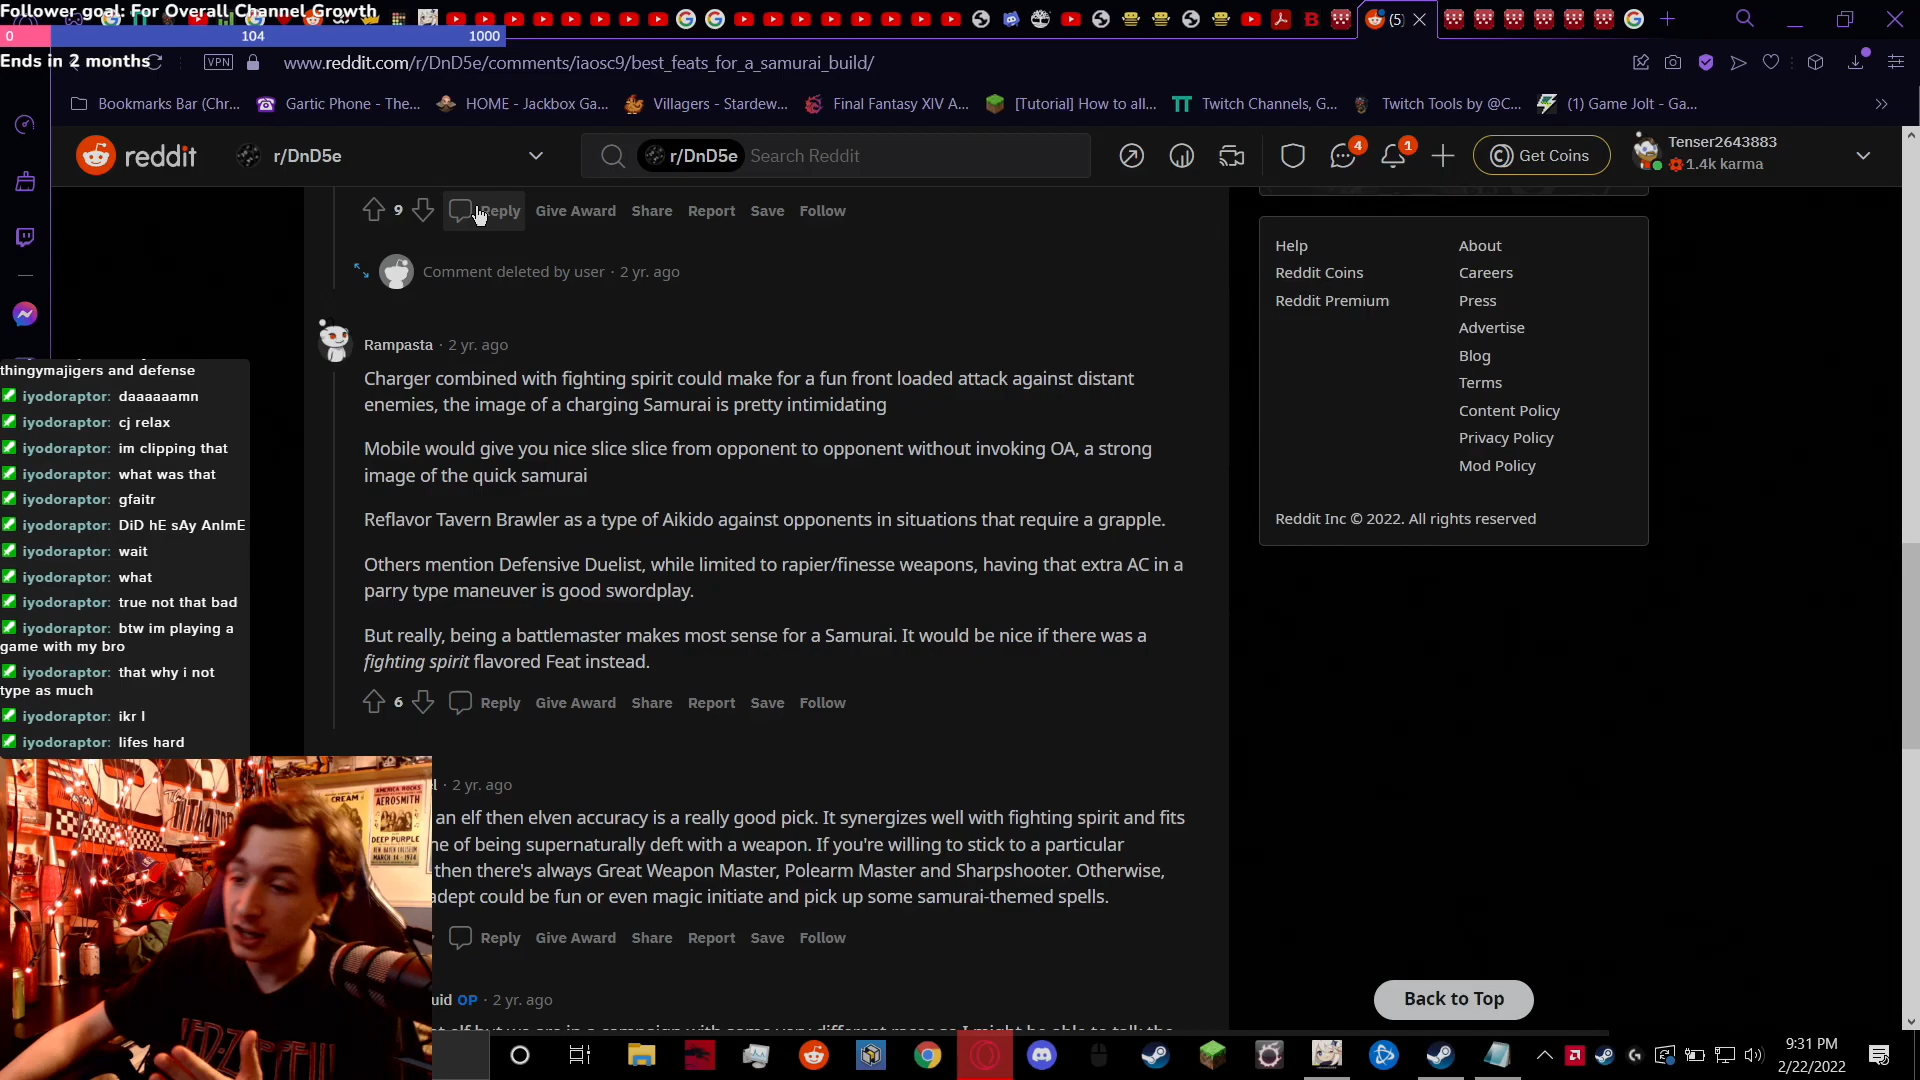 Follower goal: For Overall Channel Growth
0 104 1000
Ends in 2 months
(5)
VPN www.reddit.com/r/DnD5e/comments/iaosc9/best_feats_for_a_samurai_build/
Bookmarks Bar (Chr... Gartic Phone - The... HOME - Jackbox Ga... Villagers - Stardew... Final Fantasy XIV A... [Tutorial] How to all... Twitch Channels, G... Twitch Tools by @C... (1) Game Jolt - Ga...
reddit r/DnD5e r/DnD5e Search Reddit 4 1 Get Coins Tenser2643883
1.4k karma
9 Reply Give Award Share Report Save Follow
Comment deleted by user · 2 yr. ago
Rampasta · 2 yr. ago
Charger combined with fighting spirit could make for a fun front loaded attack against distant
enemies, the image of a charging Samurai is pretty intimidating
Mobile would give you nice slice slice from opponent to opponent without invoking OA, a strong
image of the quick samurai
Reflavor Tavern Brawler as a type of Aikido against opponents in situations that require a grapple.
Others mention Defensive Duelist, while limited to rapier/finesse weapons, having that extra AC in a
parry type maneuver is good swordplay.
But really, being a battlemaster makes most sense for a Samurai. It would be nice if there was a
fighting spirit flavored Feat instead.
6 Reply Give Award Share Report Save Follow
· 2 yr. ago
an elf then elven accuracy is a really good pick. It synergizes well with fighting spirit and fits
of being supernaturally deft with a weapon. If you're willing to stick to a particular
then there's always Great Weapon Master, Polearm Master and Sharpshooter. Otherwise,
could be fun or even magic initiate and pick up some samurai-themed spells.
Reply Give Award Share Report Save Follow
OP · 2 yr. ago
Help About
Reddit Coins Careers
Reddit Premium Press
Advertise
Blog
Terms
Content Policy
Privacy Policy
Mod Policy
Reddit Inc © 2022. All rights reserved
Back to Top
thingymajigers and defense
iyodoraptor: daaaaaamn
iyodoraptor: cj relax
iyodoraptor: im clipping that
iyodoraptor: what was that
iyodoraptor: gfaitr
iyodoraptor: DiD hE sAy AnImE
iyodoraptor: wait
iyodoraptor: what
iyodoraptor: true not that bad
iyodoraptor: btw im playing a
game with my bro
iyodoraptor: that why i not
type as much
iyodoraptor: ikr l
iyodoraptor: lifes hard
CREAM
AMERICA ROCKS
AEROSMITH
DEEP PURPLE
9:31 PM
2/22/2022